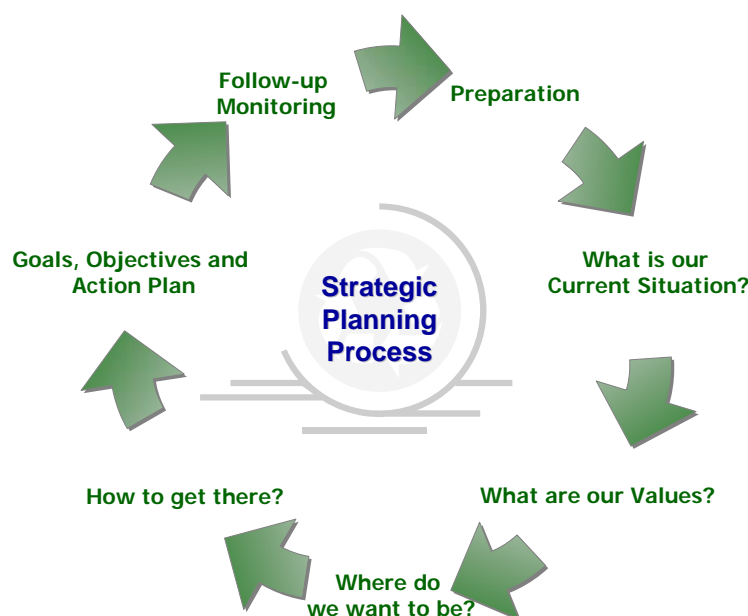 Follow-up
Monitoring
Preparation
What is our
Current Situation?
What are our Values?
Where do
we want to be?
How to get there?
Goals, Objectives and
Action Plan
Strategic
Planning
Process